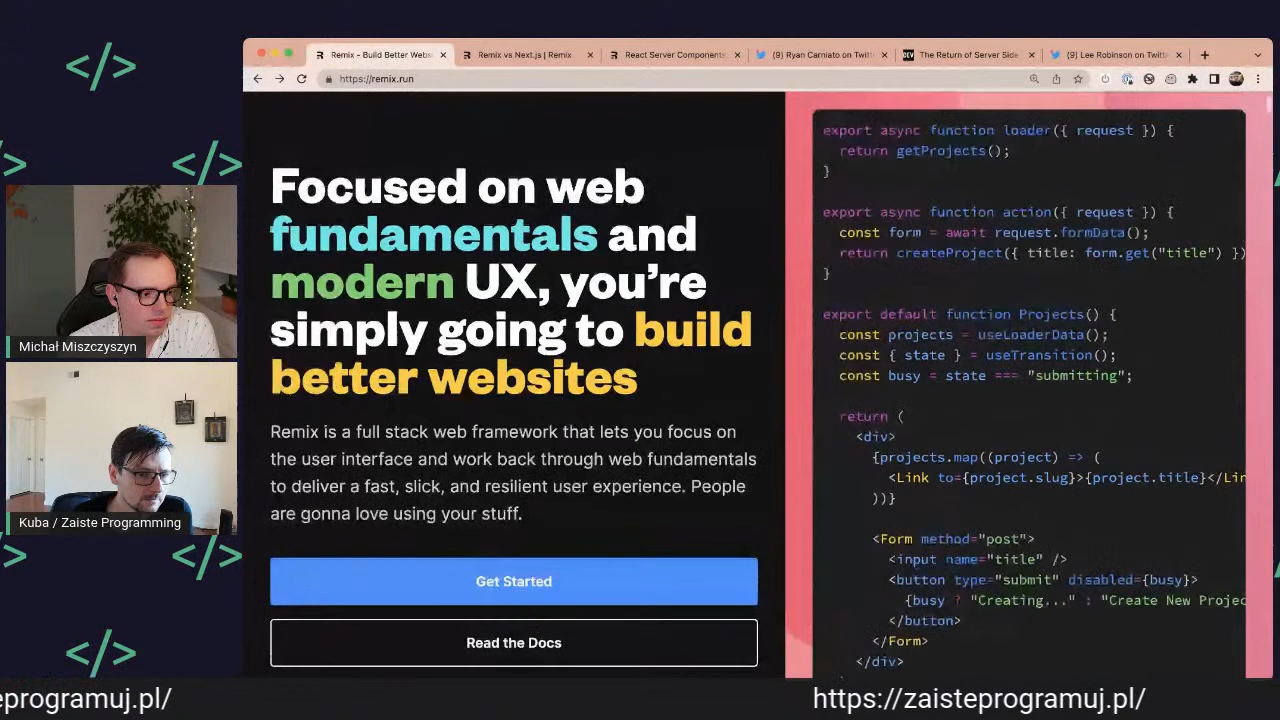 </>
</>
</>
</>
</>
</>
Michał Miszczyszyn
Kuba / Zaiste Programming
Remix - Build Better Webs
Remix vs Next.js | Remix
React Server Components
(9) Ryan Carniato on Twitt
DEV
The Return of Server Side
(9) Lee Robinson on Twitt
https://remix.run
Focused on web
fundamentals and
modern UX, you're
simply going to build
better websites
Remix is a full stack web framework that lets you focus on
the user interface and work back through web fundamentals
to deliver a fast, slick, and resilient user experience. People
are gonna love using your stuff.
Get Started
Read the Docs
export async function loader({ request }) {
return getProjects();
}
export async function action({ request }) {
const form = await request.formData();
return createProject({ title: form.get("title") })
}
export default function Projects() {
const projects = useLoaderData();
const { state } = useTransition();
const busy = state === "submitting";
return (
<div>
{projects.map((project) => (
<Link to={project.slug}>{project.title}</Lin
))}
<Form method="post">
<input name="title" />
<button type="submit" disabled={busy}>
{busy ? "Creating..." : "Create New Projec
</button>
</Form>
</div>
eprogramuj.pl/
https://zaisteprogramuj.pl/